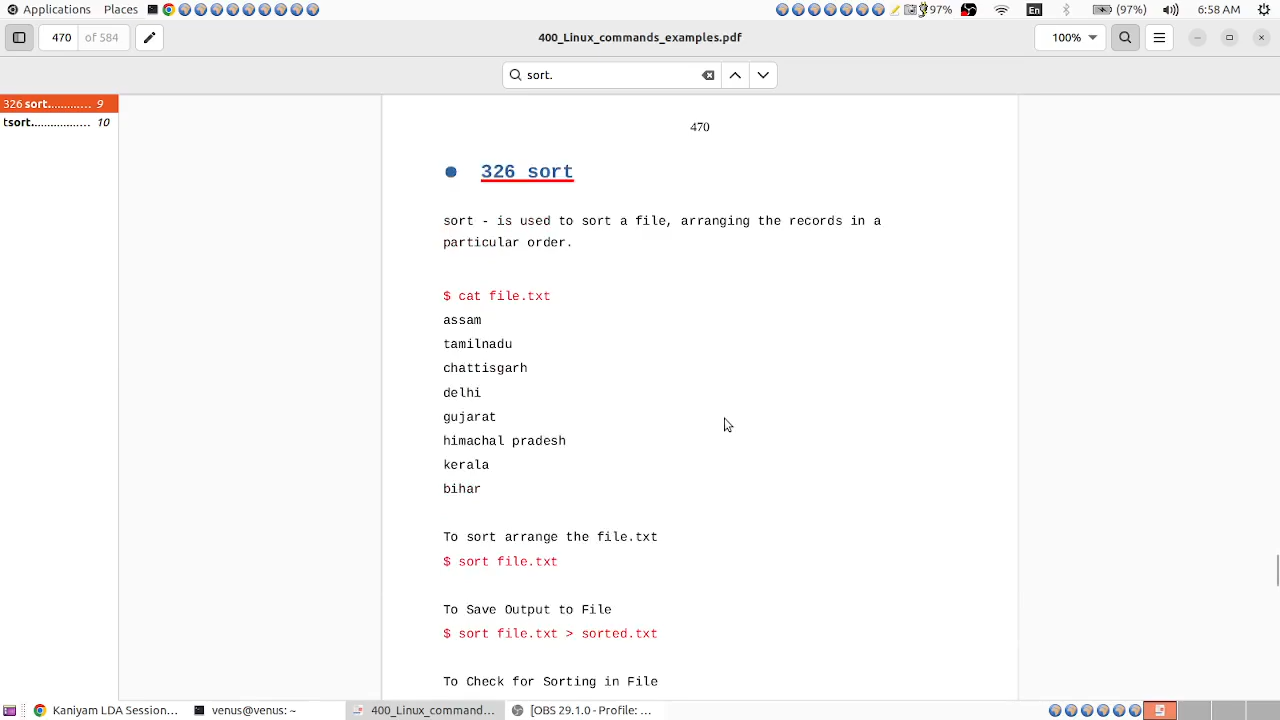 Applications Places 97% En (97%) 6:58 AM
470 of 584 400_Linux_commands_examples.pdf 100%
sort.
326 sort............. 9
tsort................. 10
470
326 sort
sort - is used to sort a file, arranging the records in a
particular order.
$ cat file.txt
assam
tamilnadu
chattisgarh
delhi
gujarat
himachal pradesh
kerala
bihar
To sort arrange the file.txt
$ sort file.txt
To Save Output to File
$ sort file.txt > sorted.txt
To Check for Sorting in File
Kaniyam LDA Session... venus@venus: ~ 400_Linux_command... [OBS 29.1.0 - Profile: ...